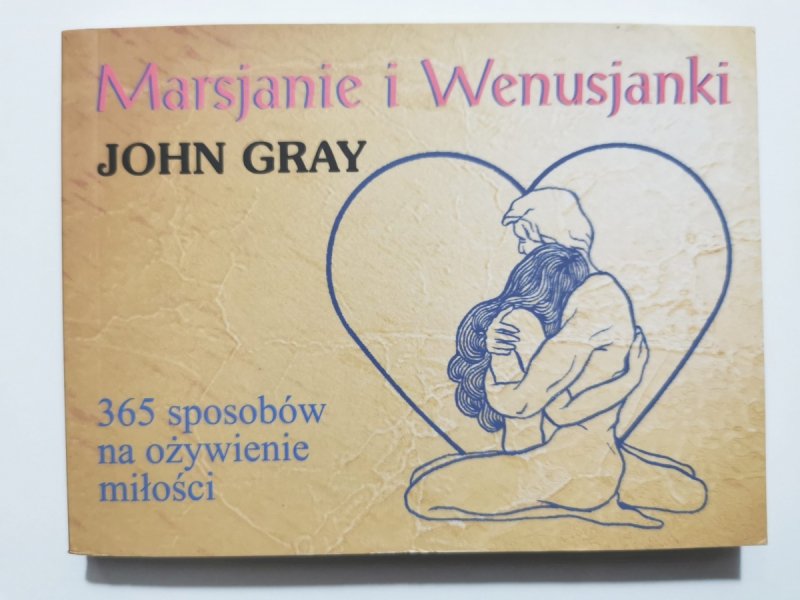 Marsjanie i Wenusjanki
JOHN GRAY
365 sposobów
na ożywienie
miłości